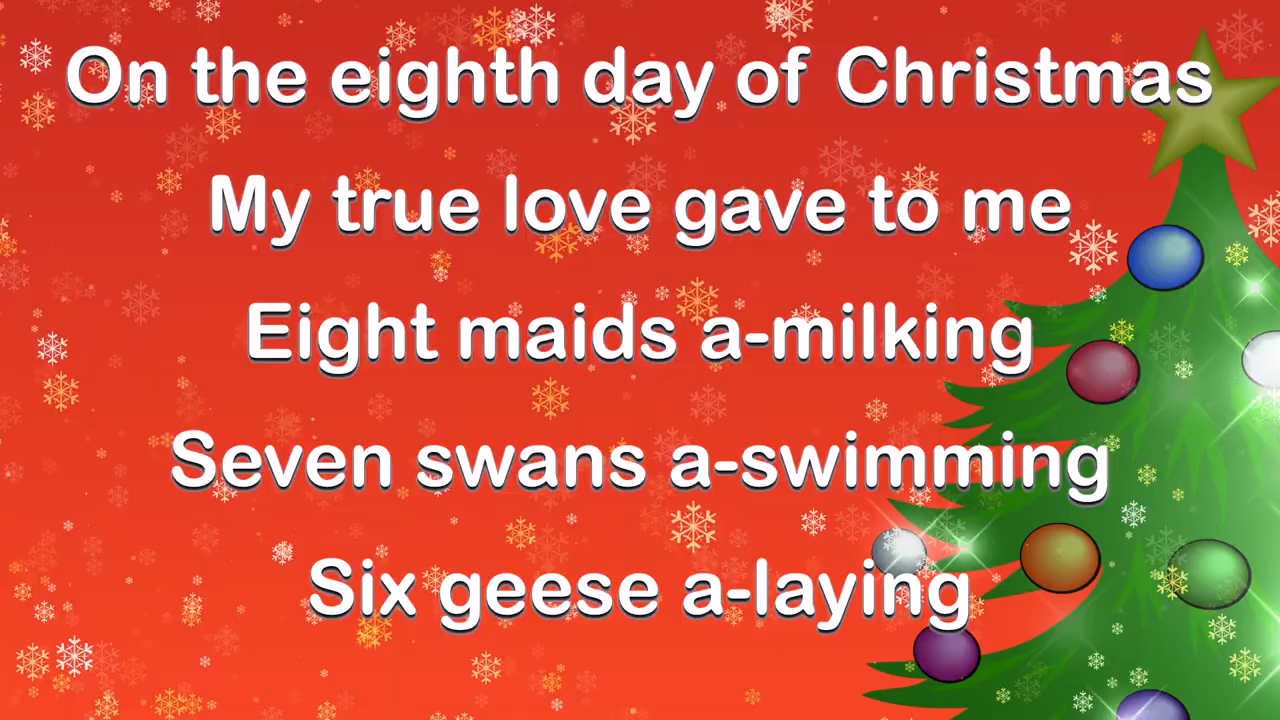 On the eighth day of Christmas
My true love gave to me
Eight maids a-milking
Seven swans a-swimming
Six geese a-laying